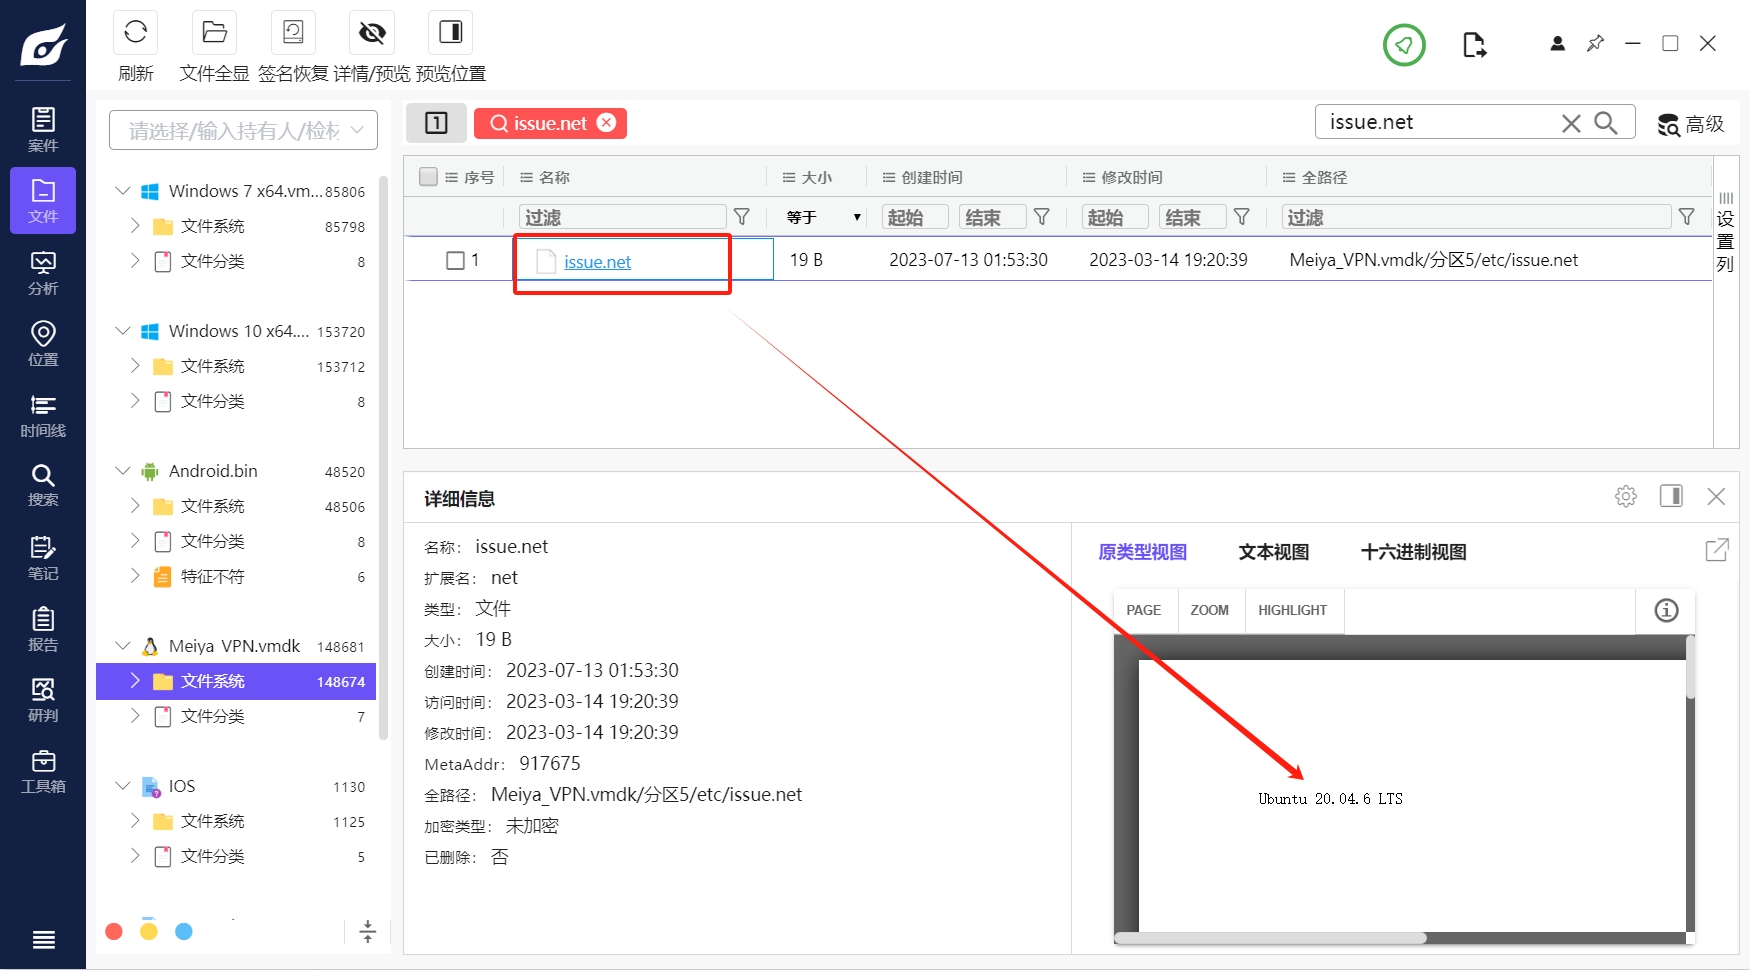 刷新 文件全显 签名恢复 详情/预览 预览位置
案件
文件
分析
位置
时间线
搜索
笔记
报告
研判
工具箱
请选择/输入持有人/检材
Windows 7 x64.vm... 85806
文件系统 85798
文件分类 8
Windows 10 x64.... 153720
文件系统 153712
文件分类 8
Android.bin 48520
文件系统 48506
文件分类 8
特征不符 6
Meiya_VPN.vmdk 148681
文件系统 148674
文件分类 7
IOS 1130
文件系统 1125
文件分类 5
1 issue.net issue.net 高级
序号 名称 大小 创建时间 修改时间 全路径
过滤 等于 起始 结束 起始 结束 过滤
1 issue.net 19 B 2023-07-13 01:53:30 2023-03-14 19:20:39 Meiya_VPN.vmdk/分区5/etc/issue.net
设置列
详细信息
名称: issue.net
扩展名: net
类型: 文件
大小: 19 B
创建时间: 2023-07-13 01:53:30
访问时间: 2023-03-14 19:20:39
修改时间: 2023-03-14 19:20:39
MetaAddr: 917675
全路径: Meiya_VPN.vmdk/分区5/etc/issue.net
加密类型: 未加密
已删除: 否
原类型视图 文本视图 十六进制视图
PAGE ZOOM HIGHLIGHT
Ubuntu 20.04.6 LTS